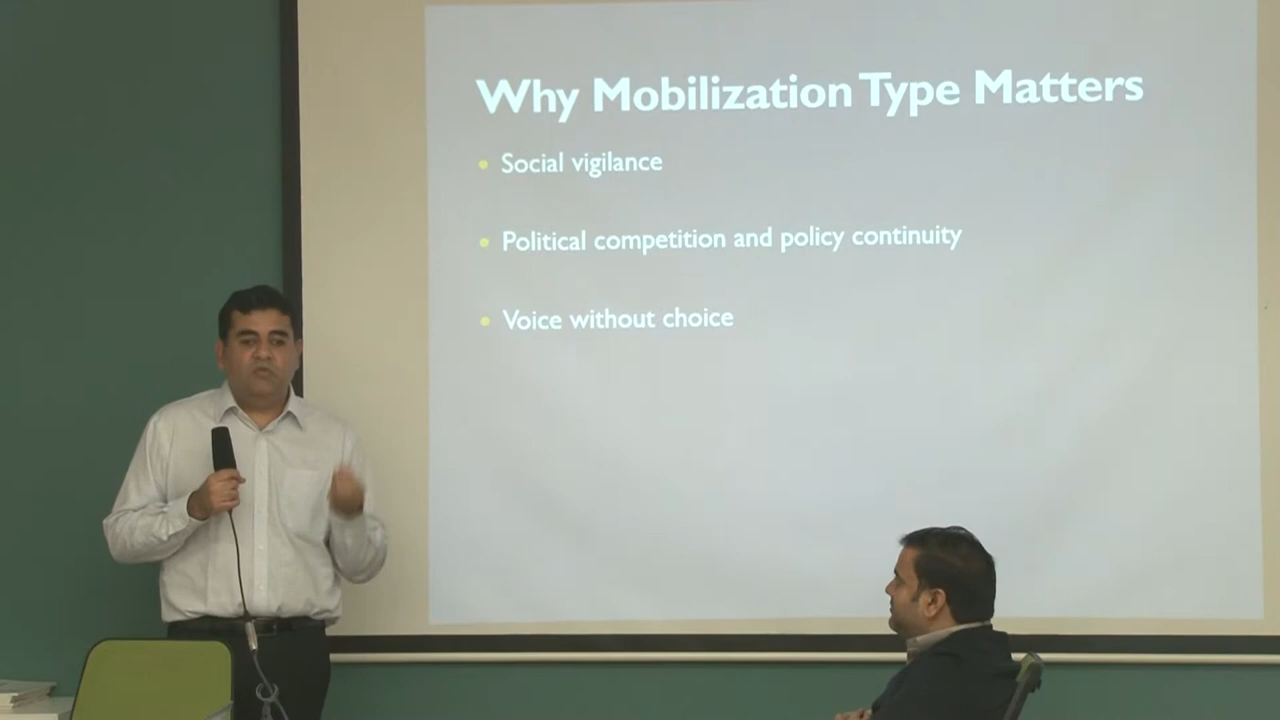 Why Mobilization Type Matters
Social vigilance
Political competition and policy continuity
Voice without choice